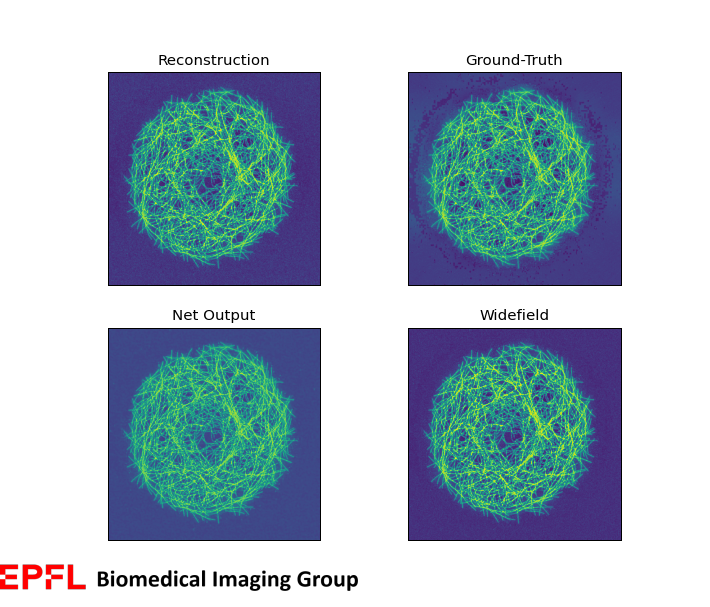 Reconstruction
Ground-Truth
Net Output
Widefield
EPFL Biomedical Imaging Group